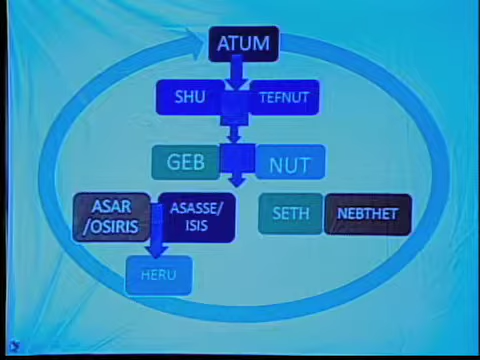 ATUM
SHU
TEFNUT
GEB
NUT
ASAR
/OSIRIS
ASASSE/
ISIS
SETH
NEBTHET
HERU